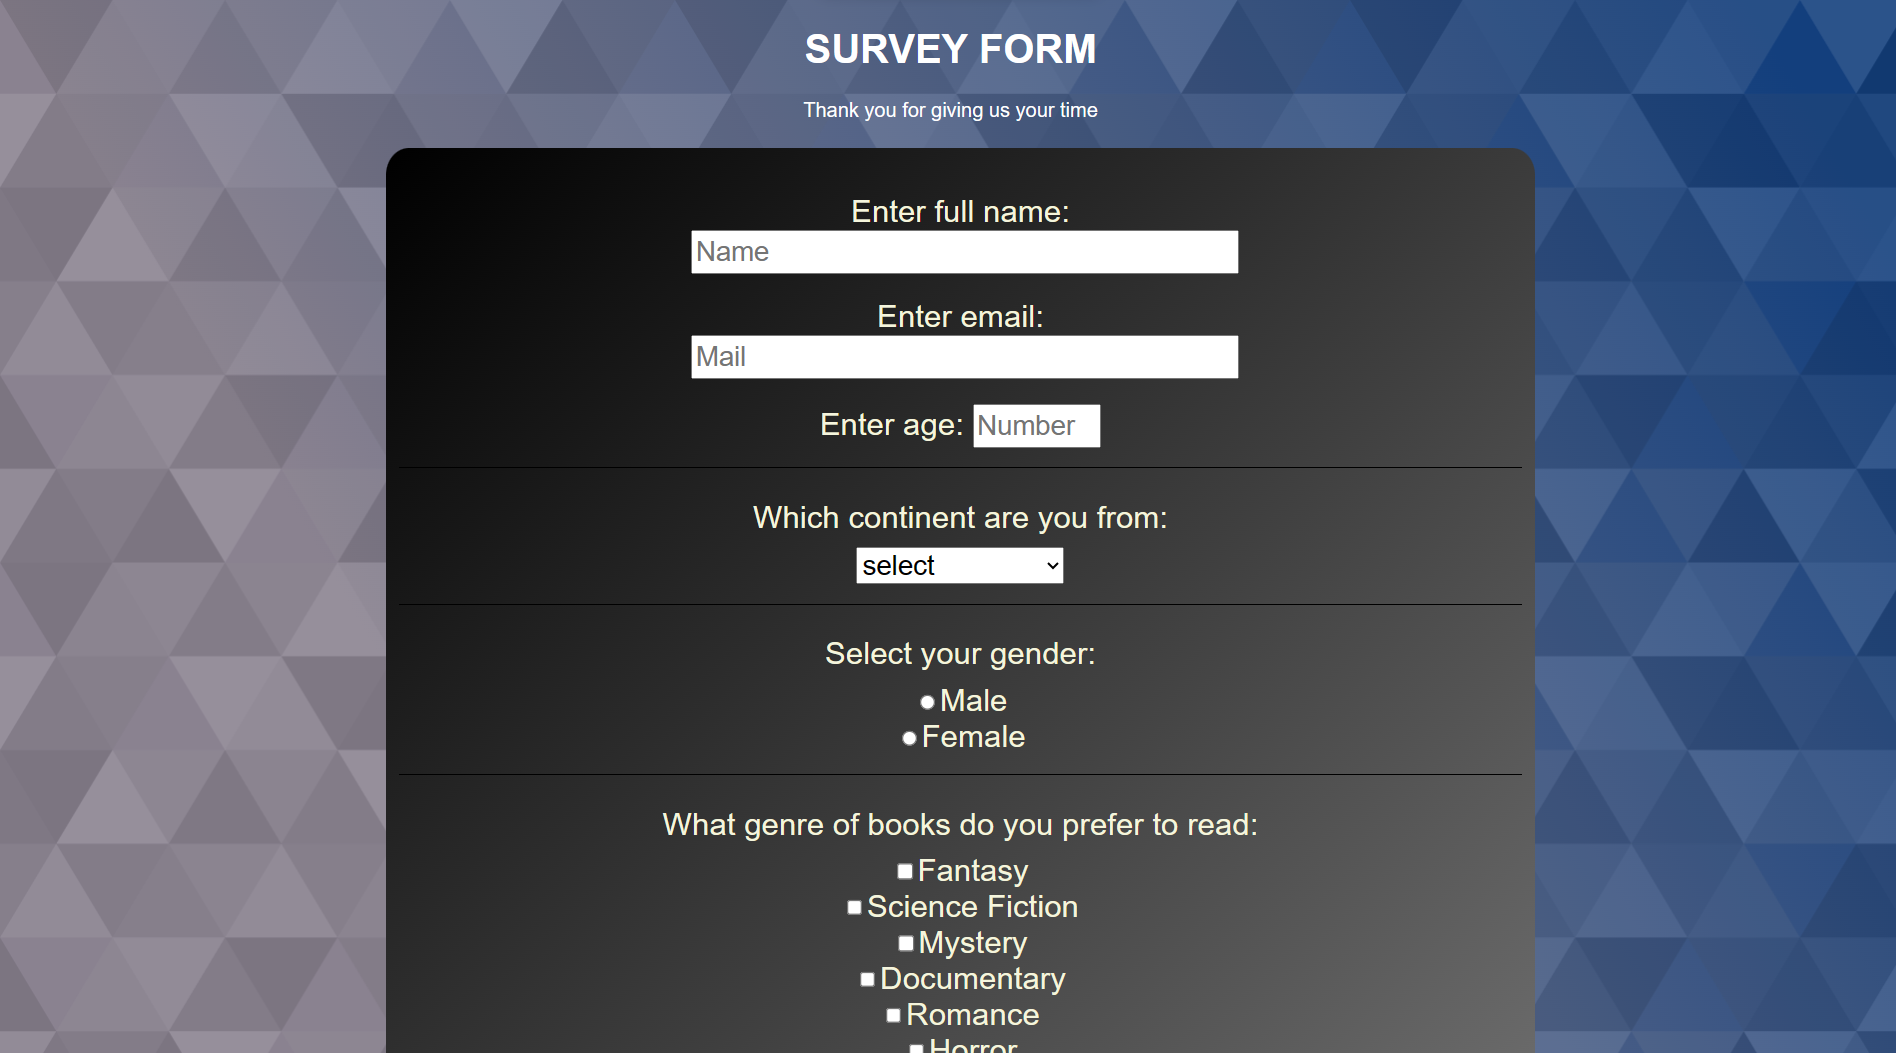 SURVEY FORM
Thank you for giving us your time
Enter full name:
Name
Enter email:
Mail
Enter age: Number
Which continent are you from:
select
Select your gender:
Male
Female
What genre of books do you prefer to read:
Fantasy
Science Fiction
Mystery
Documentary
Romance
Horror